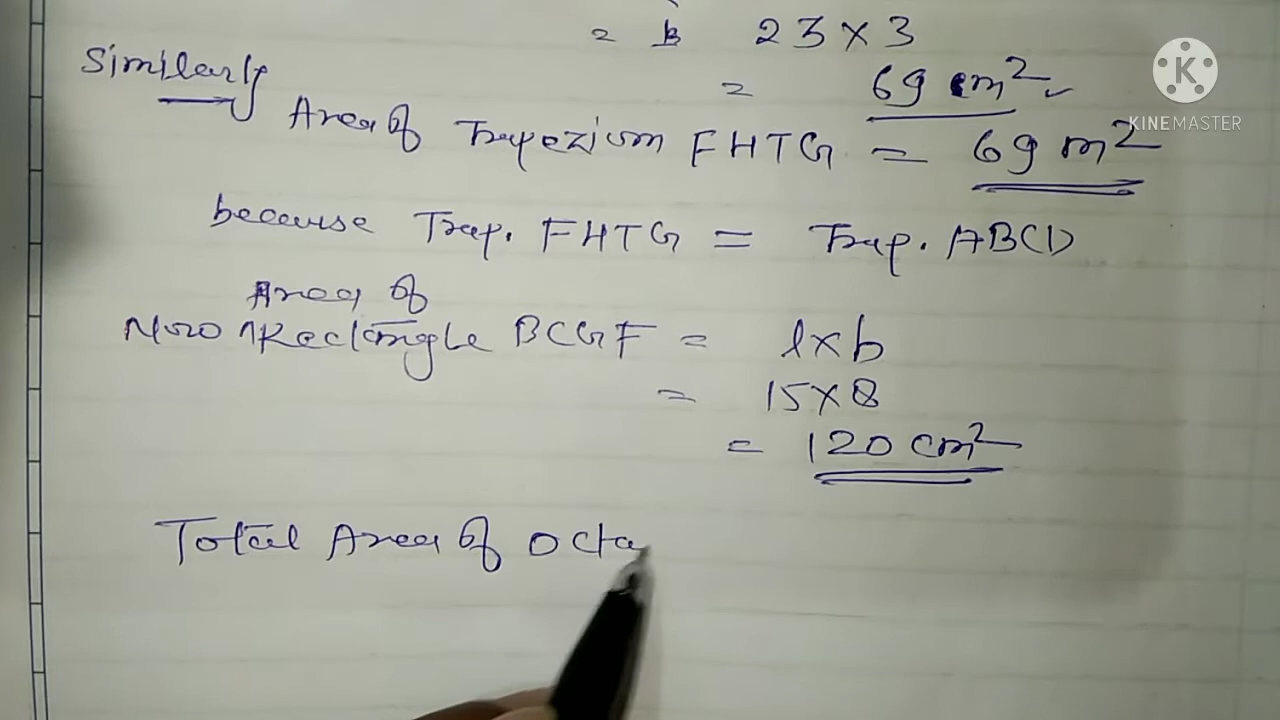 = 23 × 3
Similarly = 69 cm²
Area of Trapezium FHTG = 69 m²
because Trap. FHTG = Trap. ABCD
Area of
Now Rectangle BCGF = l×b
= 15×8
= 120 cm²
Total Area of Octa
K
KINEMASTER